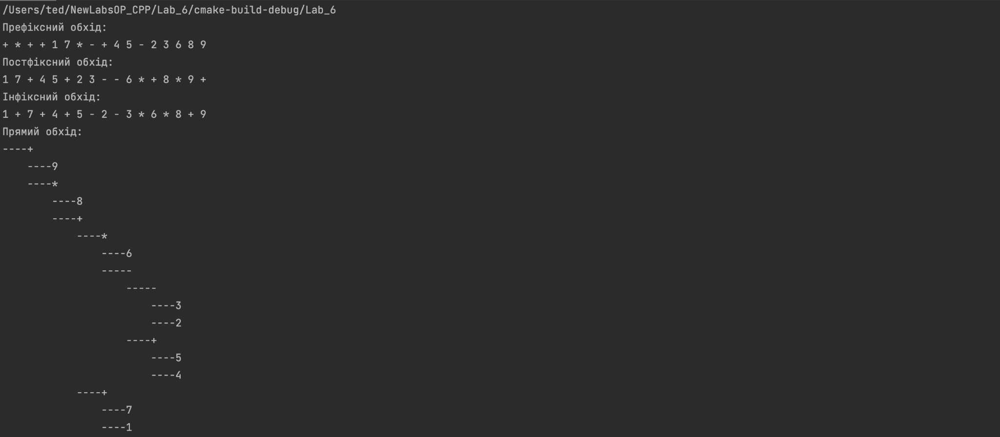 /Users/ted/NewLabsOP_CPP/Lab_6/cmake-build-debug/Lab_6
Префіксний обхід:
+ * + + 1 7 * - + 4 5 - 2 3 6 8 9
Постфіксний обхід:
1 7 + 4 5 + 2 3 - - 6 * + 8 * 9 +
Інфіксний обхід:
1 + 7 + 4 + 5 - 2 - 3 * 6 * 8 + 9
Прямий обхід:
----+
    ----9
    ----*
        ----8
        ----+
            ----*
                ----6
                -----
                    -----
                        ----3
                        ----2
                    ----+
                        ----5
                        ----4
            ----+
                ----7
                ----1